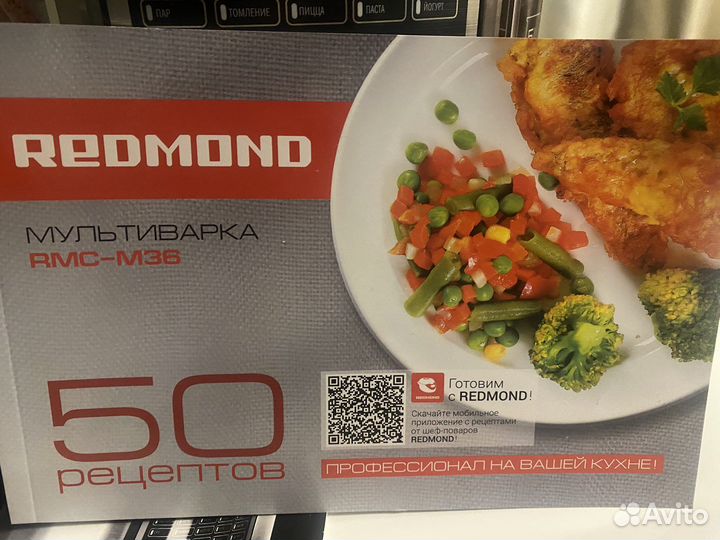 ПАР
ТОМЛЕНИЕ
ПИЦЦА
ПАСТА
ЙОГУРТ
REDMOND
МУЛЬТИВАРКА
RMC-M36
50
рецептов
REDMOND
Готовим
с REDMOND!
Скачайте мобильное
приложение с рецептами
от шеф-поваров
REDMOND!
ПРОФЕССИОНАЛ НА ВАШЕЙ КУХНЕ!
Avito